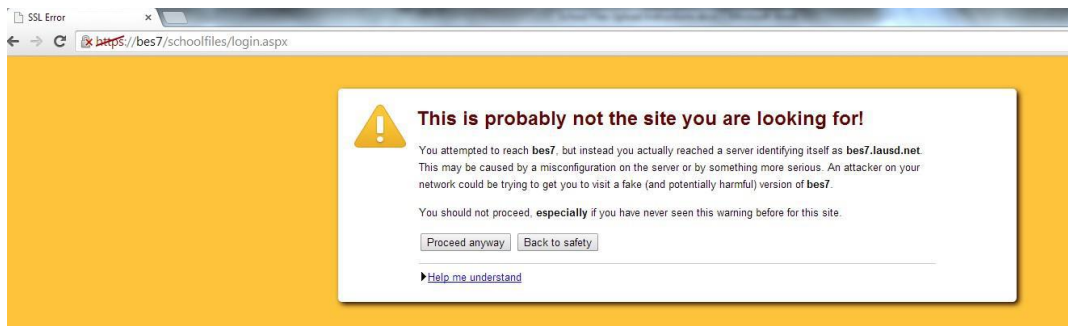 SSL Error
https://bes7/schoolfiles/login.aspx
This is probably not the site you are looking for!
You attempted to reach bes7, but instead you actually reached a server identifying itself as bes7.lausd.net.
This may be caused by a misconfiguration on the server or by something more serious. An attacker on your
network could be trying to get you to visit a fake (and potentially harmful) version of bes7.
You should not proceed, especially if you have never seen this warning before for this site.
Proceed anyway Back to safety
Help me understand